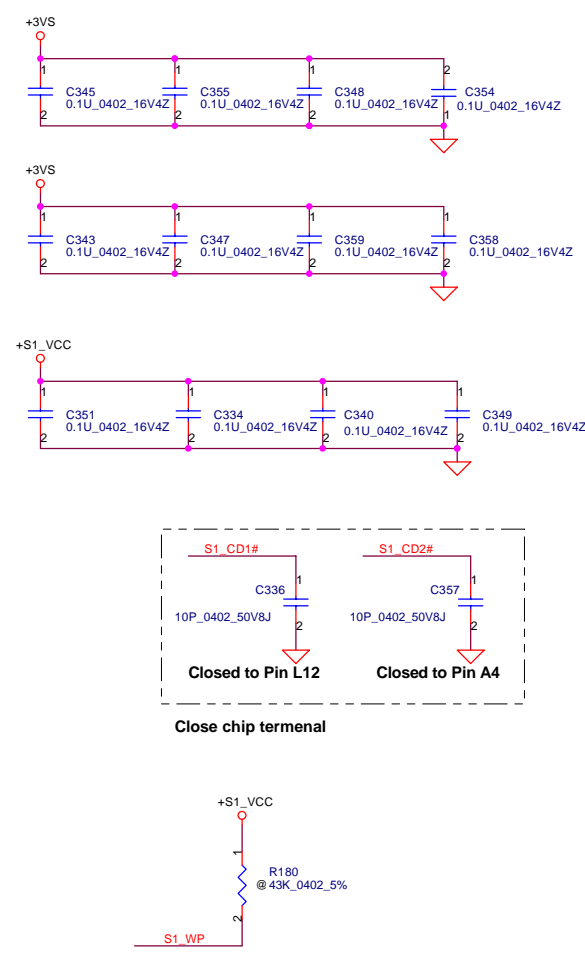 +3VS
1 1 1 2
C345 C355 C348 C354
0.1U_0402_16V4Z 0.1U_0402_16V4Z 0.1U_0402_16V4Z 0.1U_0402_16V4Z
2 2 2 1
+3VS
1 1 1 1
C343 C347 C359 C358
0.1U_0402_16V4Z 0.1U_0402_16V4Z 0.1U_0402_16V4Z 0.1U_0402_16V4Z
2 2 2 2
+S1_VCC
1 1 1 1
C351 C334 C340 C349
0.1U_0402_16V4Z 0.1U_0402_16V4Z 0.1U_0402_16V4Z 0.1U_0402_16V4Z
2 2 2 2
S1_CD1# S1_CD2#
1 1
C336 C357
10P_0402_50V8J 10P_0402_50V8J
2 2
Closed to Pin L12 Closed to Pin A4
Close chip termenal
+S1_VCC
1
R180
@ 43K_0402_5%
2
S1_WP